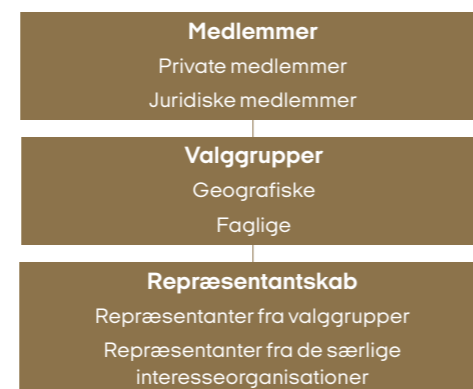 Medlemmer
Private medlemmer
Juridiske medlemmer
Valggrupper
Geografiske
Faglige
Repræsentantskab
Repræsentanter fra valggrupper
Repræsentanter fra de særlige
interesseorganisationer